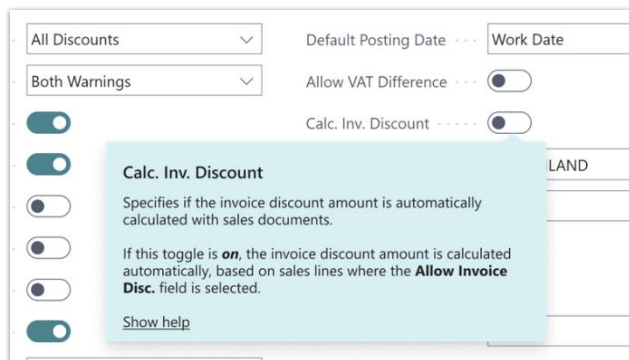 All Discounts
Default Posting Date
Work Date
Both Warnings
Allow VAT Difference
Calc. Inv. Discount
LAND
Calc. Inv. Discount
Specifies if the invoice discount amount is automatically
calculated with sales documents.
If this toggle is on, the invoice discount amount is calculated
automatically, based on sales lines where the Allow Invoice
Disc. field is selected.
Show help